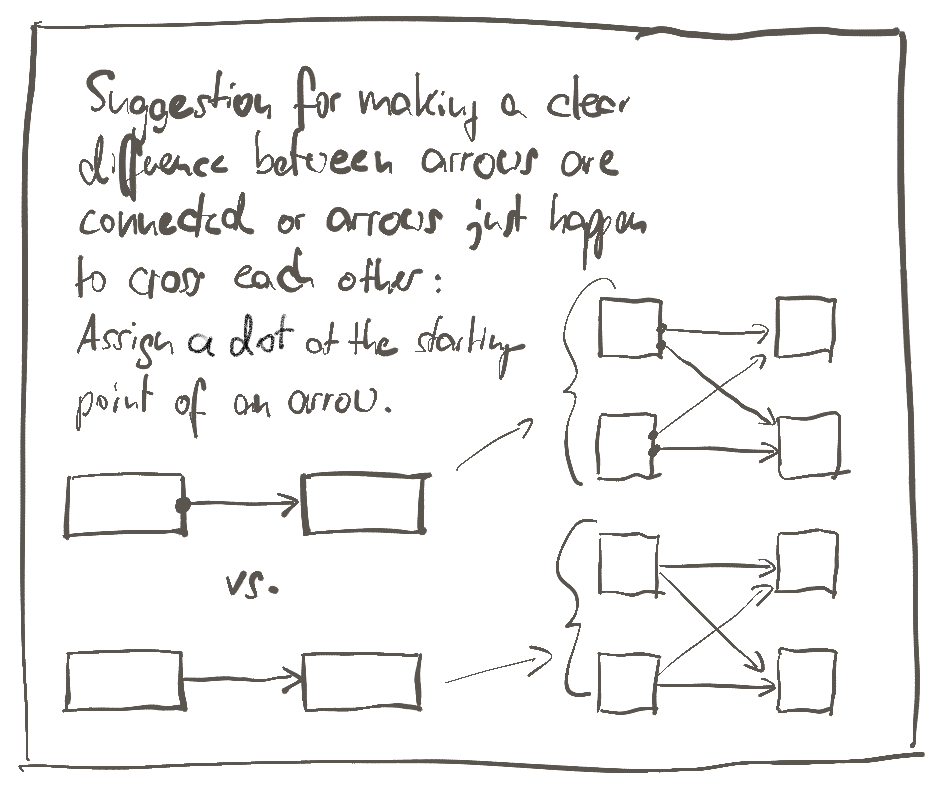 Suggestion for making a clear
difference between arrows are
connected or arrows just happen
to cross each other:
Assign a dot at the starting
point of an arrow.
vs.